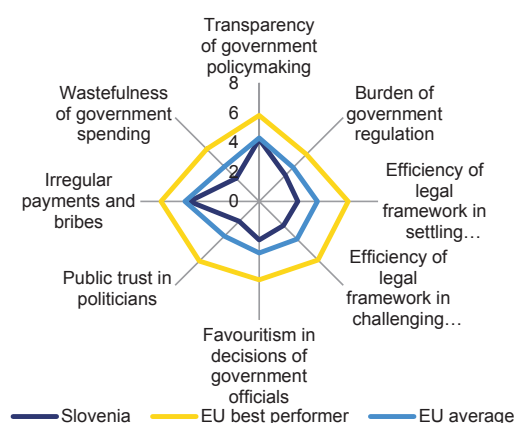 Transparency
of government
policymaking
8
6
4
2
0
Burden of
government
regulation
Efficiency of
legal
framework in
settling…
Efficiency of
legal
framework in
challenging…
Favouritism in
decisions of
government
officials
Public trust in
politicians
Irregular
payments and
bribes
Wastefulness
of government
spending
Slovenia
EU best performer
EU average